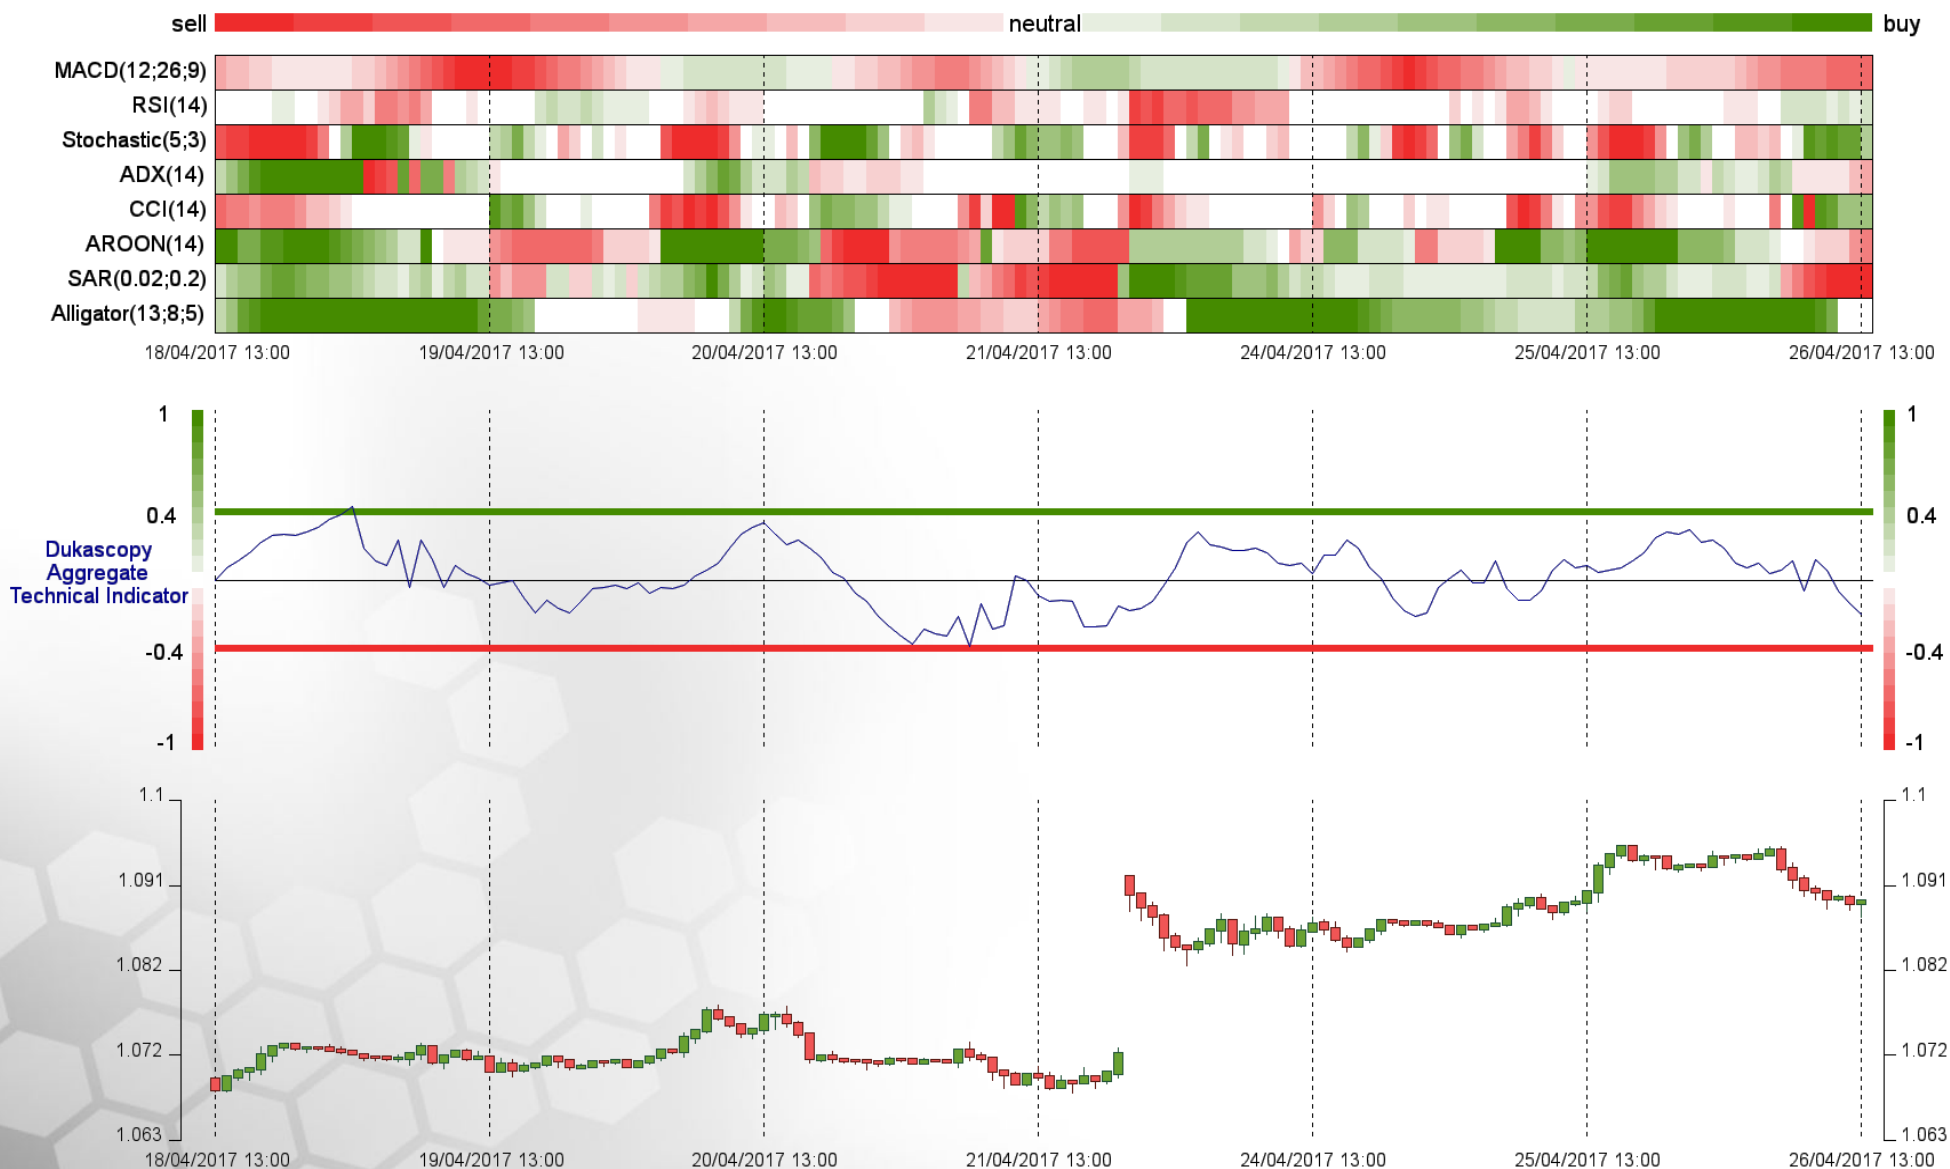 sell neutral buy
MACD(12;26;9)
RSI(14)
Stochastic(5;3)
ADX(14)
CCI(14)
AROON(14)
SAR(0.02;0.2)
Alligator(13;8;5)
18/04/2017 13:00 19/04/2017 13:00 20/04/2017 13:00 21/04/2017 13:00 24/04/2017 13:00 25/04/2017 13:00 26/04/2017 13:00
1 1
0.4 0.4
Dukascopy
Aggregate
Technical Indicator
-0.4 -0.4
-1 -1
1.1 1.1
1.091 1.091
1.082 1.082
1.072 1.072
1.063 1.063
18/04/2017 13:00 19/04/2017 13:00 20/04/2017 13:00 21/04/2017 13:00 24/04/2017 13:00 25/04/2017 13:00 26/04/2017 13:00